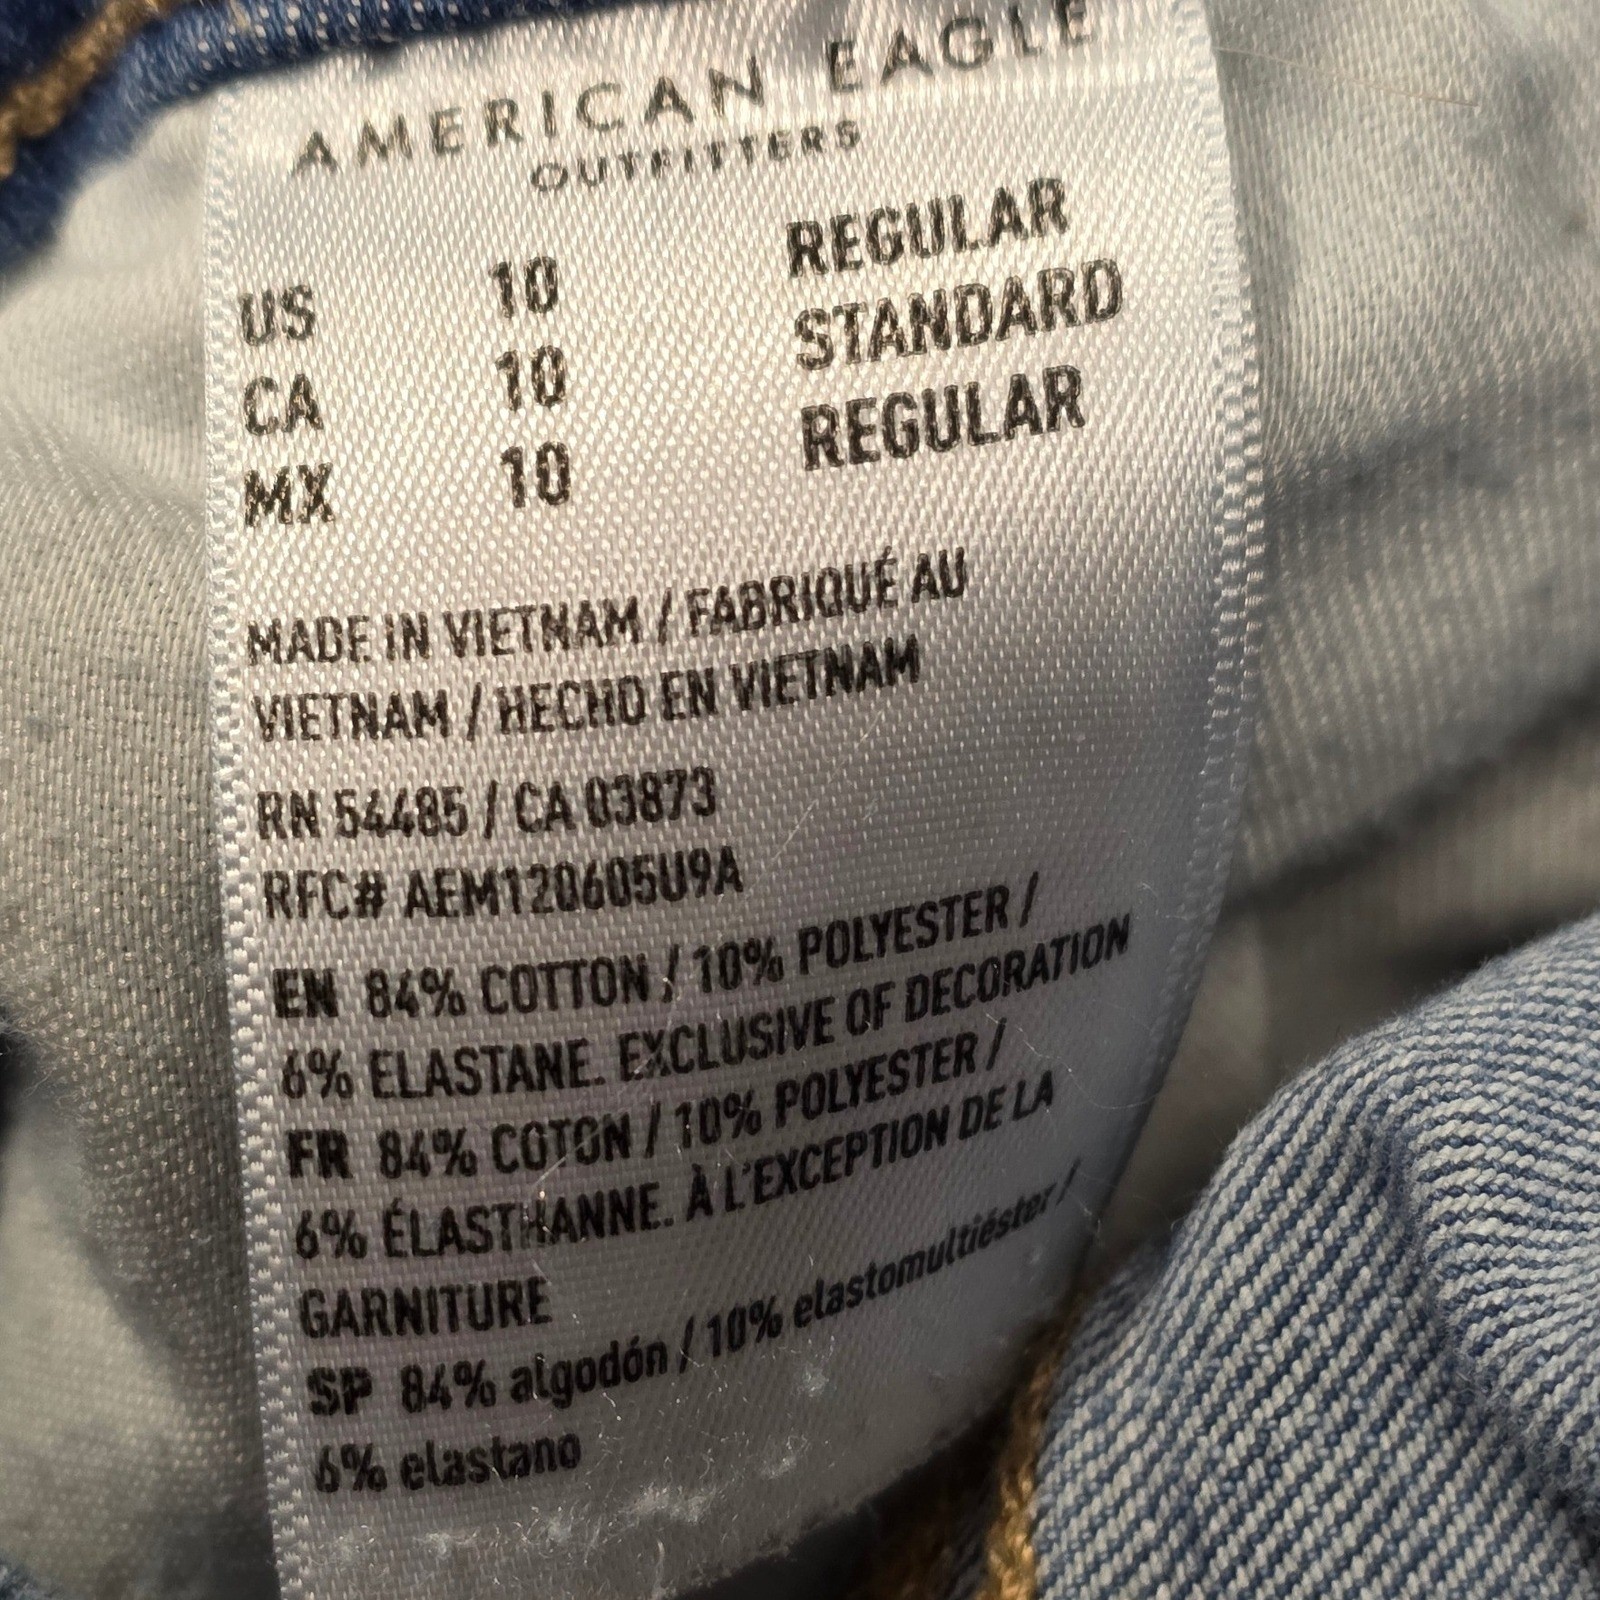 AMERICAN EAGLE
OUTFITTERS
US 10 REGULAR
CA 10 STANDARD
MX 10 REGULAR
MADE IN VIETNAM / FABRIQUÉ AU
VIETNAM / HECHO EN VIETNAM
RN 54485 / CA 03873
RFC# AEM120605U9A
EN 84% COTTON / 10% POLYESTER /
6% ELASTANE. EXCLUSIVE OF DECORATION
FR 84% COTON / 10% POLYESTER /
6% ÉLASTHANNE. À L'EXCEPTION DE LA
GARNITURE
SP 84% algodón / 10% elastomultiéster /
6% elastano